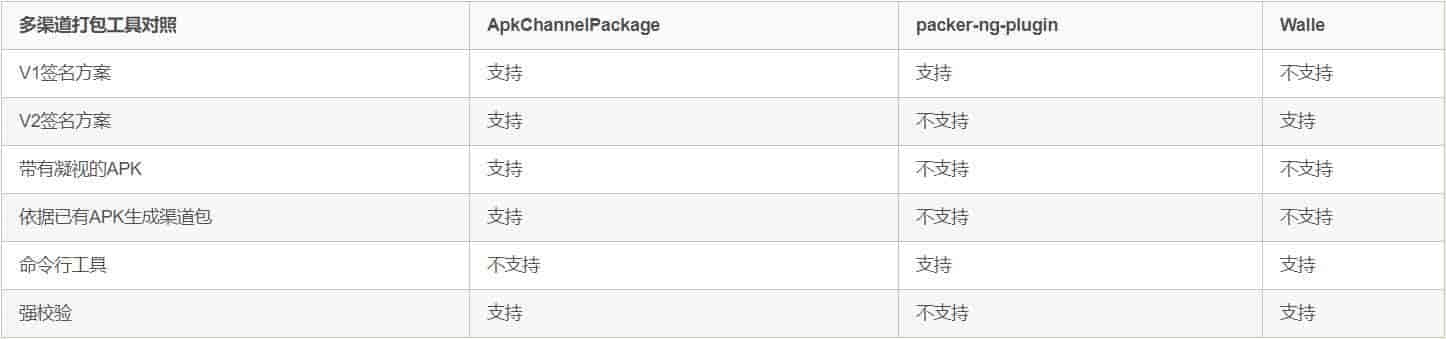 多渠道打包工具对照 ApkChannelPackage packer-ng-plugin Walle
V1签名方案 支持 支持 不支持
V2签名方案 支持 不支持 支持
带有凝视的APK 支持 不支持 不支持
依据已有APK生成渠道包 支持 不支持 不支持
命令行工具 不支持 支持 支持
强校验 支持 不支持 支持